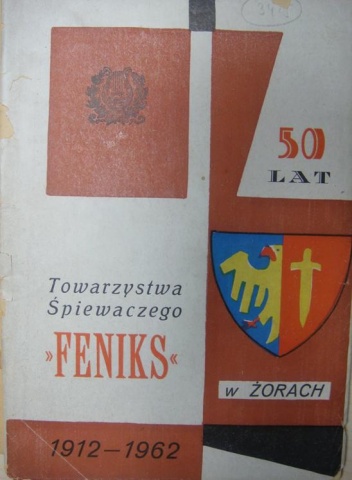 50
LAT
Towarzystwa
Śpiewaczego
»FENIKS«
w ŻORACH
1912–1962